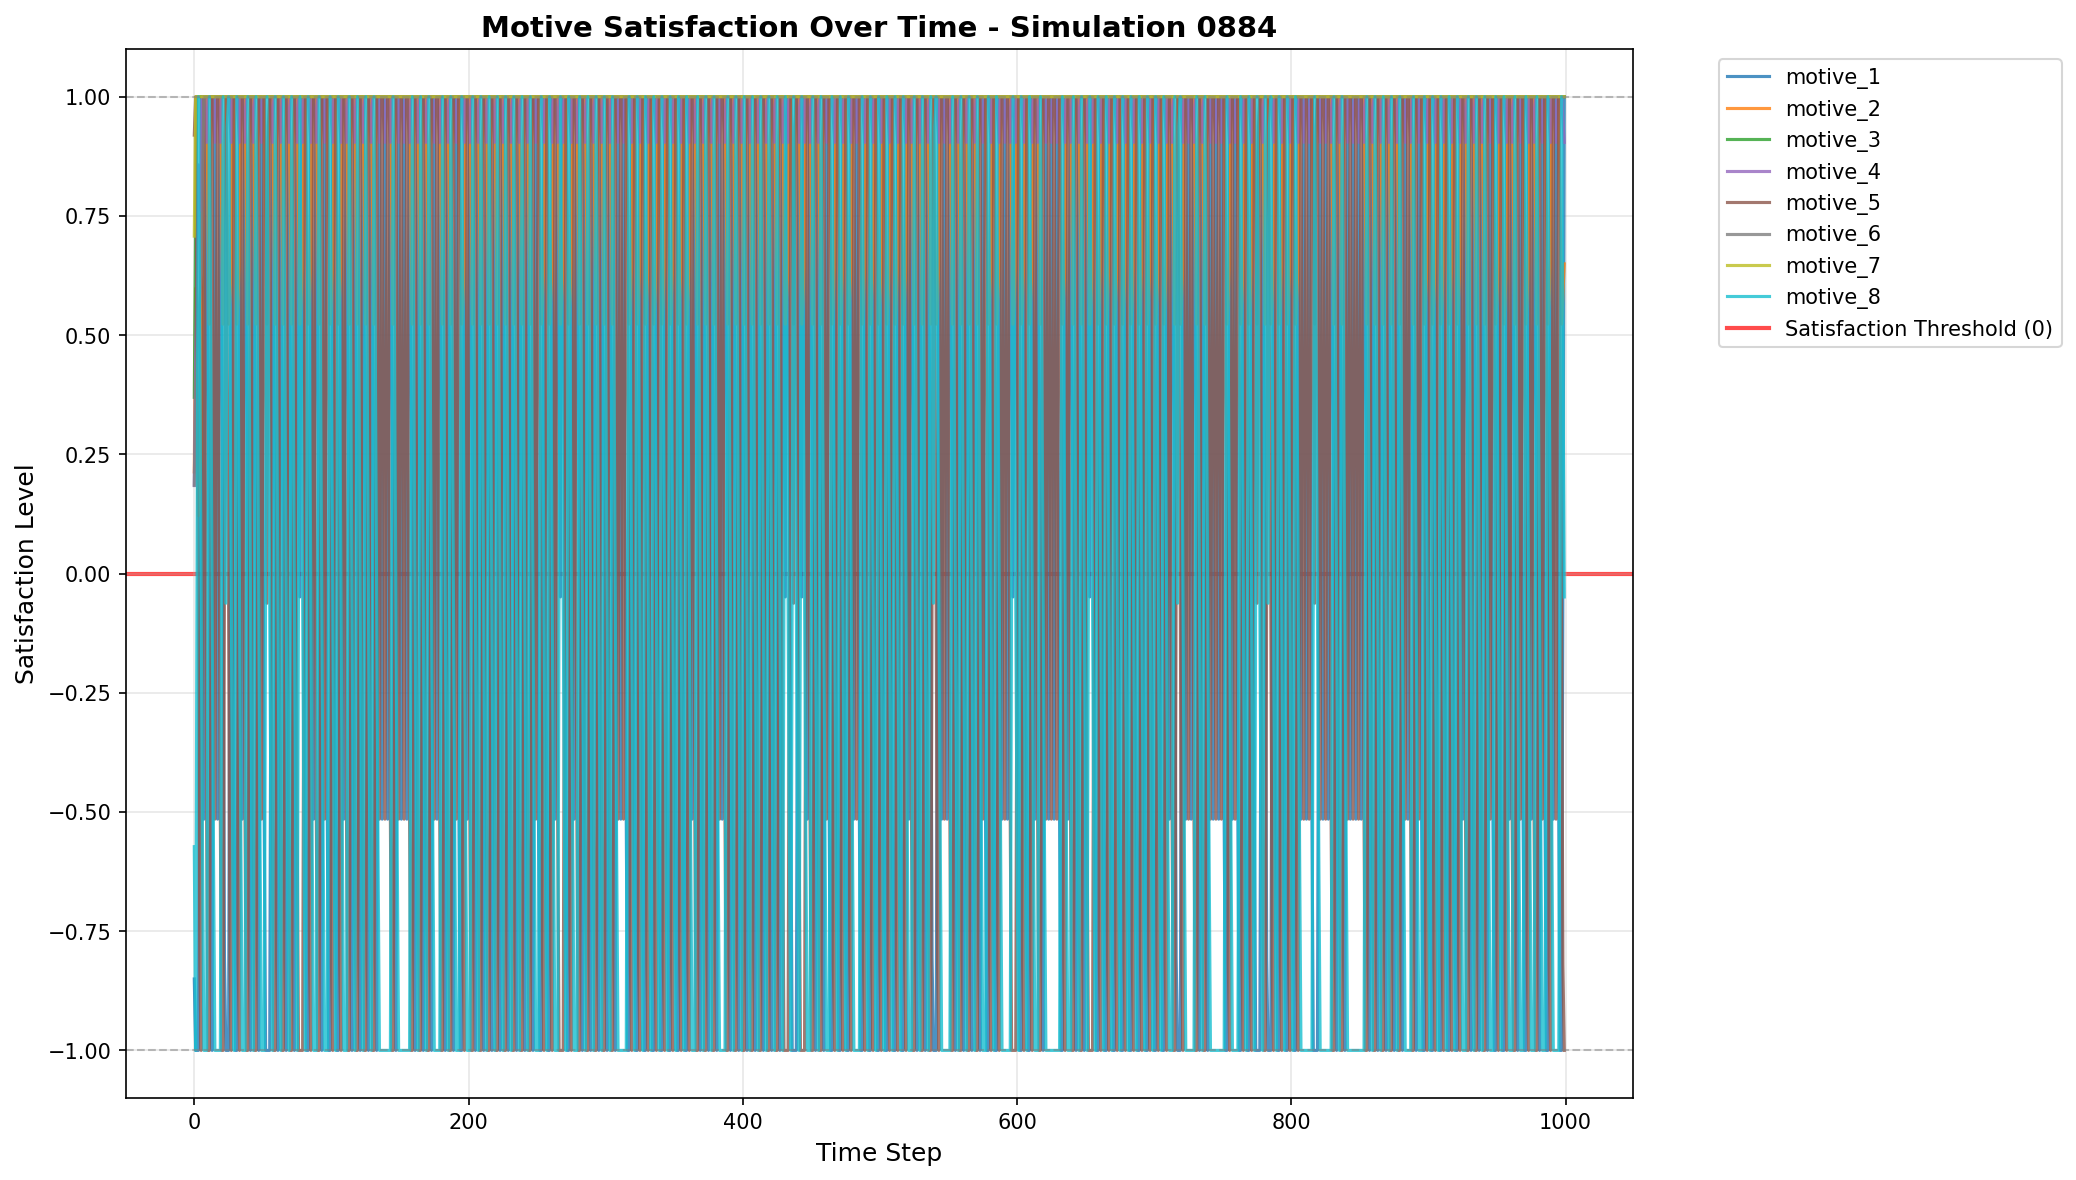 Motive Satisfaction Over Time - Simulation 0884
1.00
0.75
0.50
0.25
0.00
−0.25
−0.50
−0.75
−1.00
Satisfaction Level
0
200
400
600
800
1000
Time Step
motive_1
motive_2
motive_3
motive_4
motive_5
motive_6
motive_7
motive_8
Satisfaction Threshold (0)